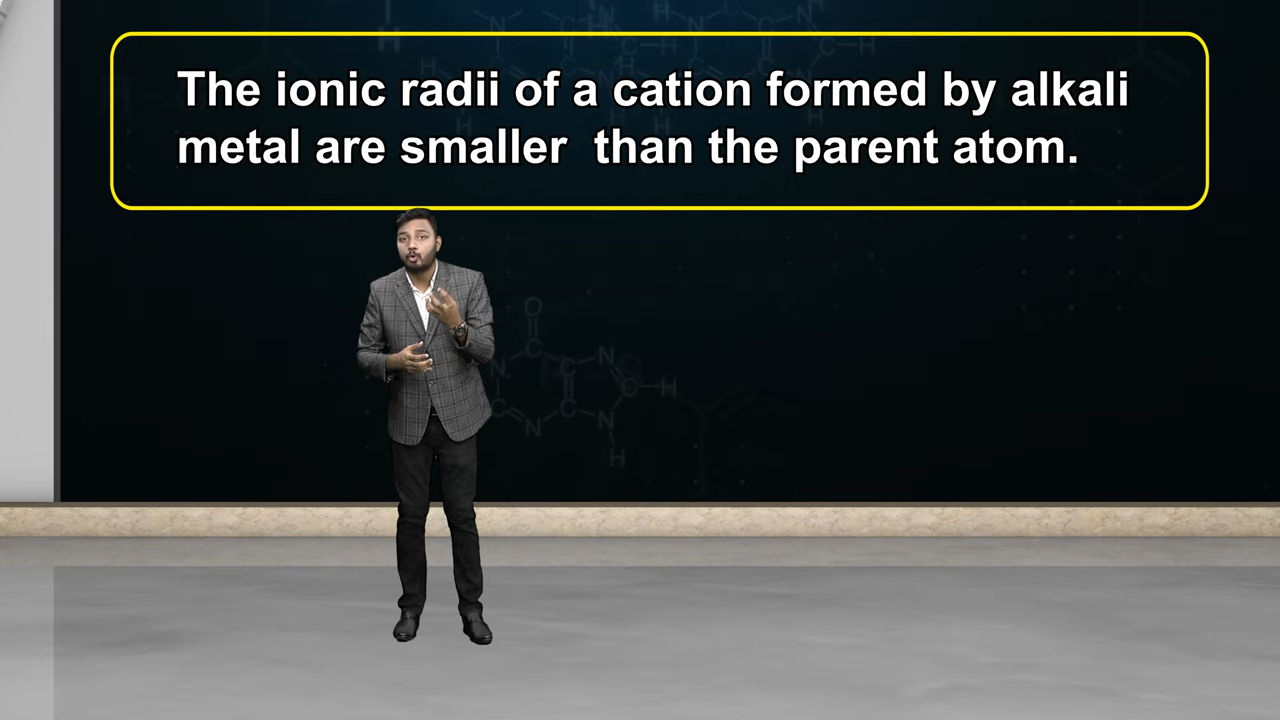 The ionic radii of a cation formed by alkali
metal are smaller  than the parent atom.